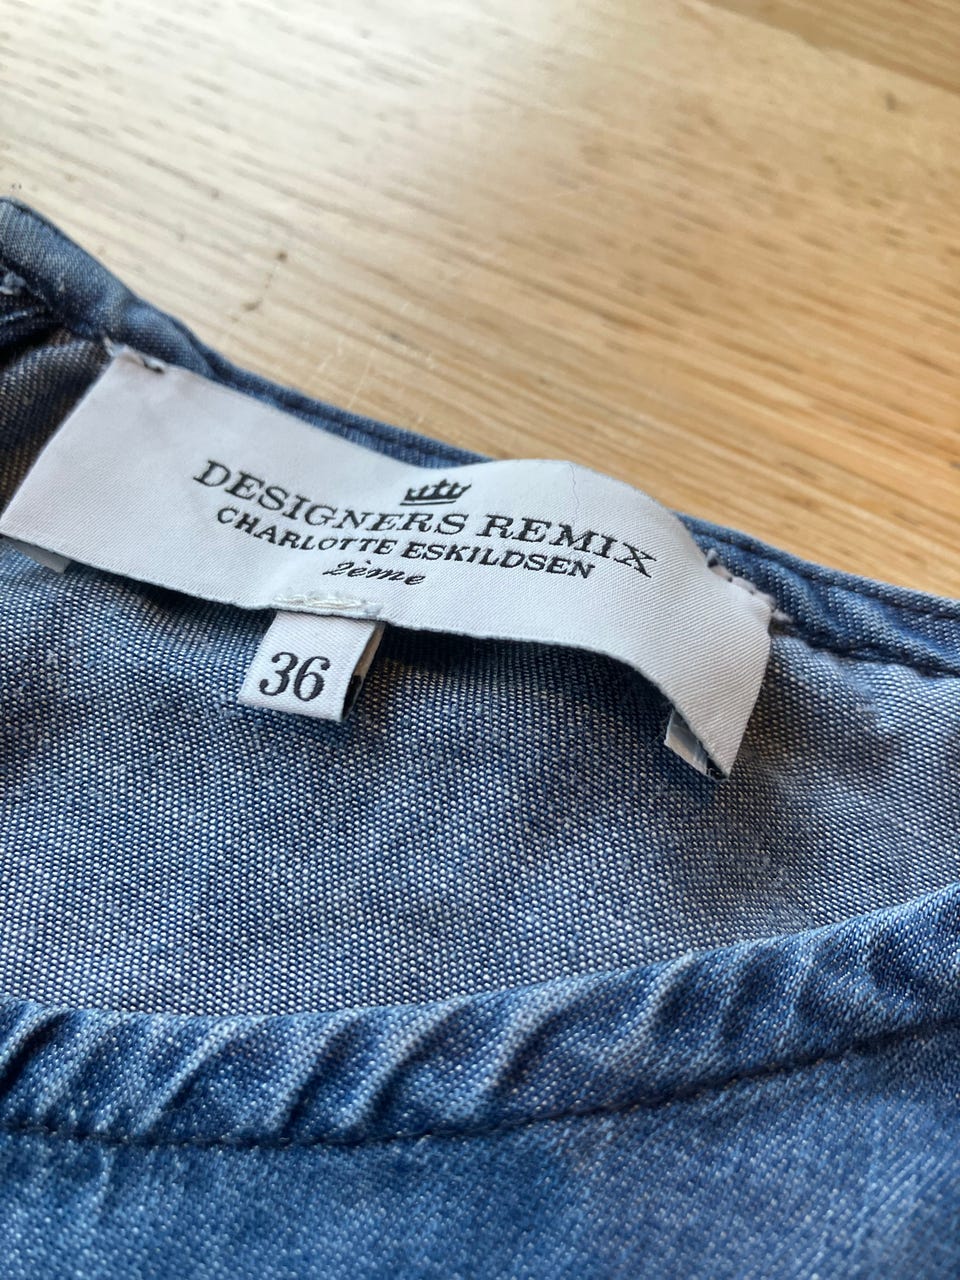 DESIGNERS REMIX
CHARLOTTE ESKILDSEN
2ème
36